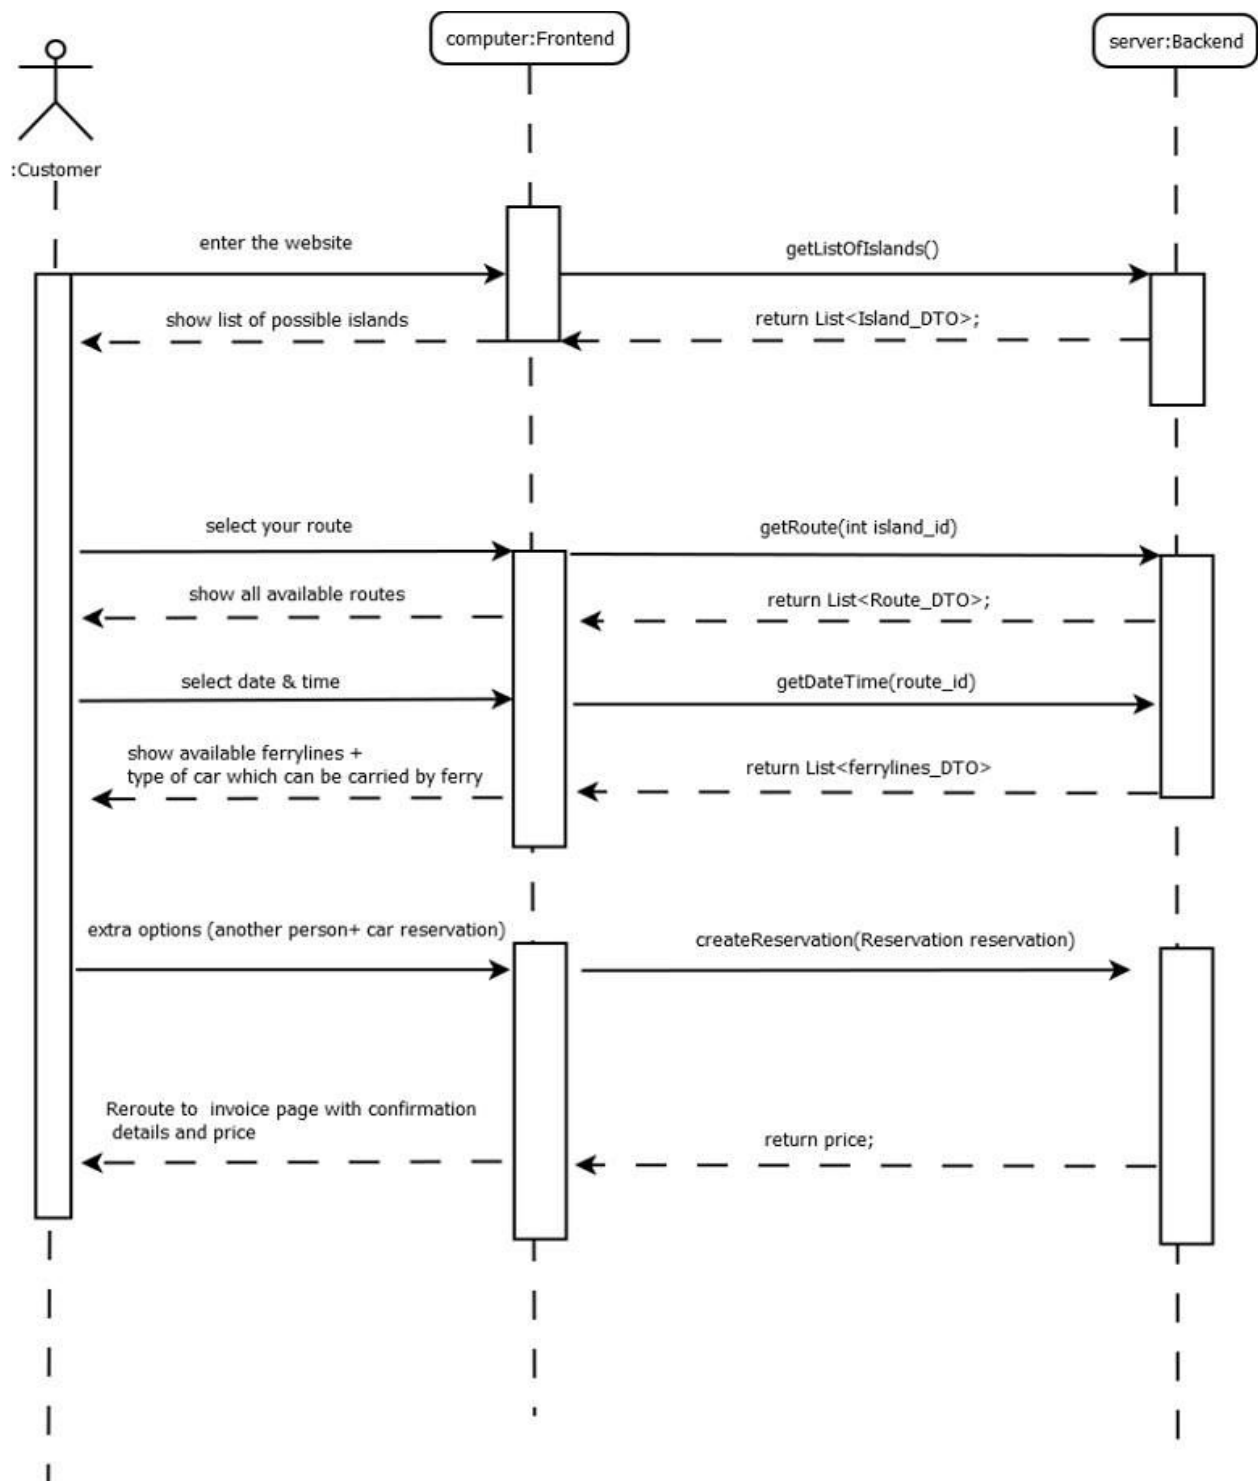 computer:Frontend
server:Backend
:Customer
enter the website
getListOfIslands()
show list of possible islands
return List<Island_DTO>;
select your route
getRoute(int island_id)
show all available routes
return List<Route_DTO>;
select date & time
getDateTime(route_id)
show available ferrylines +
type of car which can be carried by ferry
return List<ferrylines_DTO>
extra options (another person+ car reservation)
createReservation(Reservation reservation)
Reroute to  invoice page with confirmation
details and price
return price;